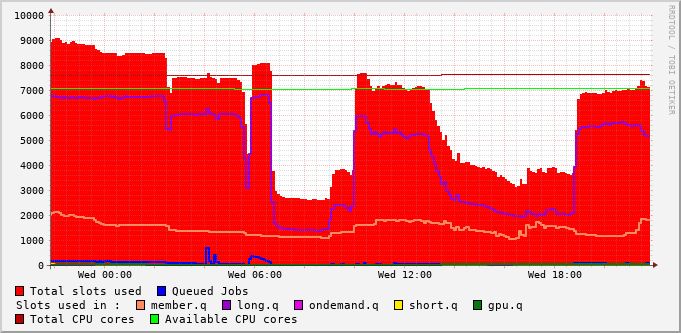 RRDTOOL / TOBI OETIKER
10000
9000
8000
7000
6000
5000
4000
3000
2000
1000
0
Wed 00:00 Wed 06:00 Wed 12:00 Wed 18:00
Total slots used Queued Jobs
Slots used in : member.q long.q ondemand.q short.q gpu.q
Total CPU cores Available CPU cores